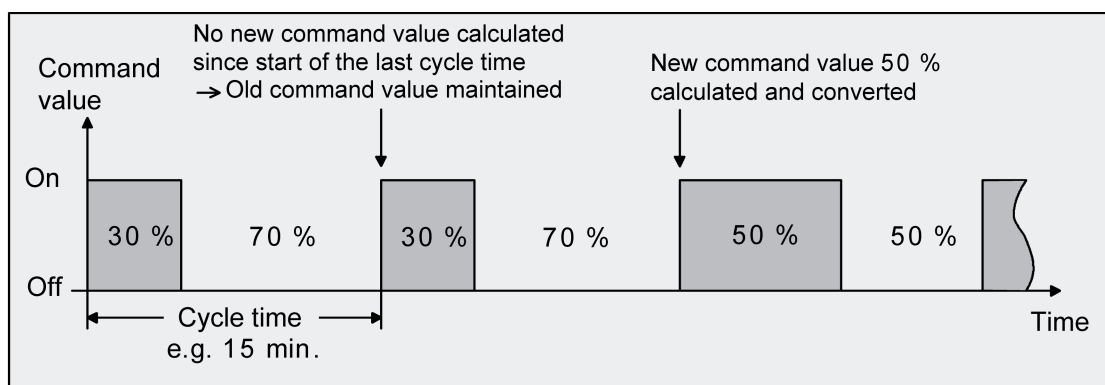 No new command value calculated
since start of the last cycle time
→ Old command value maintained
Command
value
New command value 50 %
calculated and converted
On
30 %
70 %
30 %
70 %
50 %
50 %
Off
Time
Cycle time
e.g. 15 min.